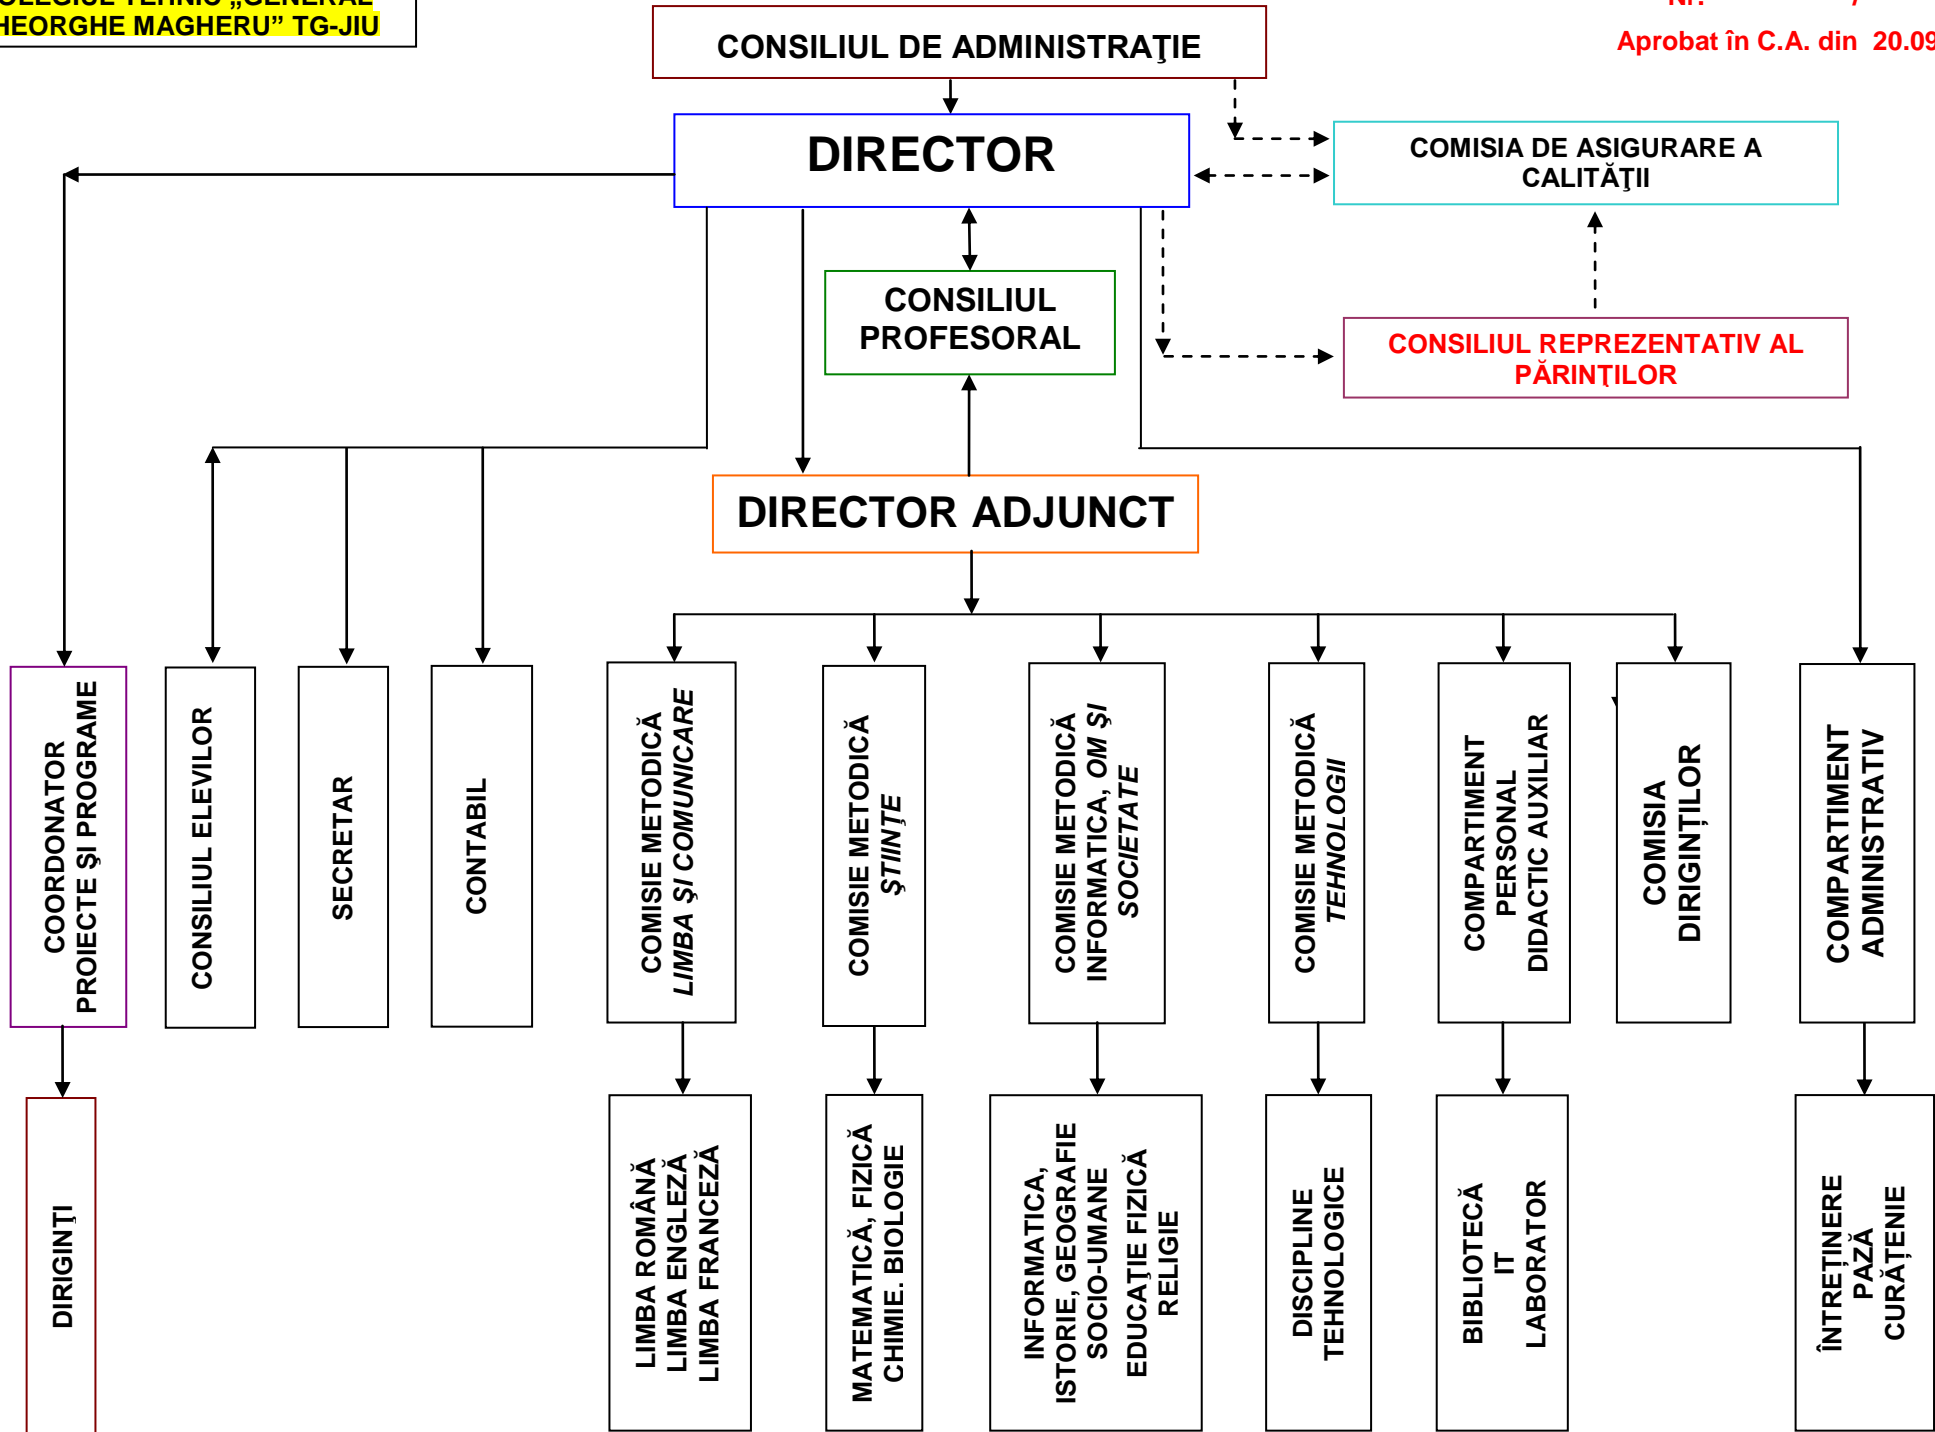 „GENERAL
GHEORGHE MAGHERU” TG-JIU
Aprobat în C.A. din 20.09
CONSILIUL DE ADMINISTRAŢIE
DIRECTOR
COMISIA DE ASIGURARE A
CALITĂŢII
CONSILIUL
PROFESORAL
CONSILIUL REPREZENTATIV AL
PĂRINŢILOR
DIRECTOR ADJUNCT
COORDONATOR
PROIECTE ŞI PROGRAME
CONSILIUL ELEVILOR
SECRETAR
CONTABIL
COMISIE METODICĂ
LIMBA ŞI COMUNICARE
COMISIE METODICĂ
ŞTIINŢE
COMISIE METODICĂ
INFORMATICA, OM ŞI
SOCIETATE
COMISIE METODICĂ
TEHNOLOGII
COMPARTIMENT
PERSONAL
DIDACTIC AUXILIAR
COMISIA
DIRIGINŢILOR
COMPARTIMENT
ADMINISTRATIV
DIRIGINŢI
LIMBA ROMÂNĂ
LIMBA ENGLEZĂ
LIMBA FRANCEZĂ
MATEMATICĂ, FIZICĂ
CHIMIE. BIOLOGIE
INFORMATICA,
ISTORIE, GEOGRAFIE
SOCIO-UMANE
EDUCAŢIE FIZICĂ
RELIGIE
DISCIPLINE
TEHNOLOGICE
BIBLIOTECĂ
IT
LABORATOR
ÎNTREȚINERE
PAZĂ
CURĂȚENIE